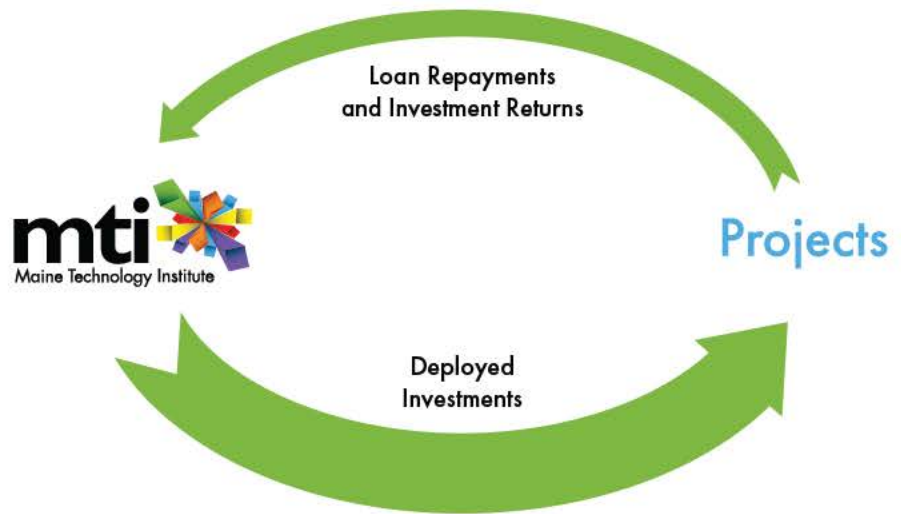 Loan Repayments
and Investment Returns
mti
Maine Technology Institute
Projects
Deployed
Investments